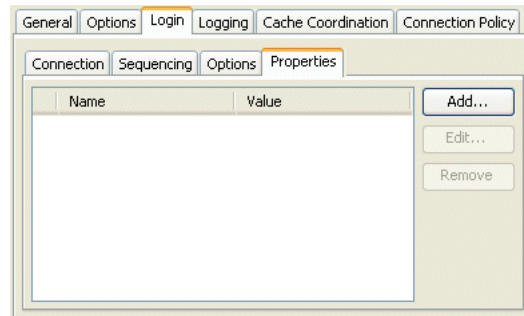 General Options Login Logging Cache Coordination Connection Policy
Connection Sequencing Options Properties
Name Value Add...
Edit...
Remove